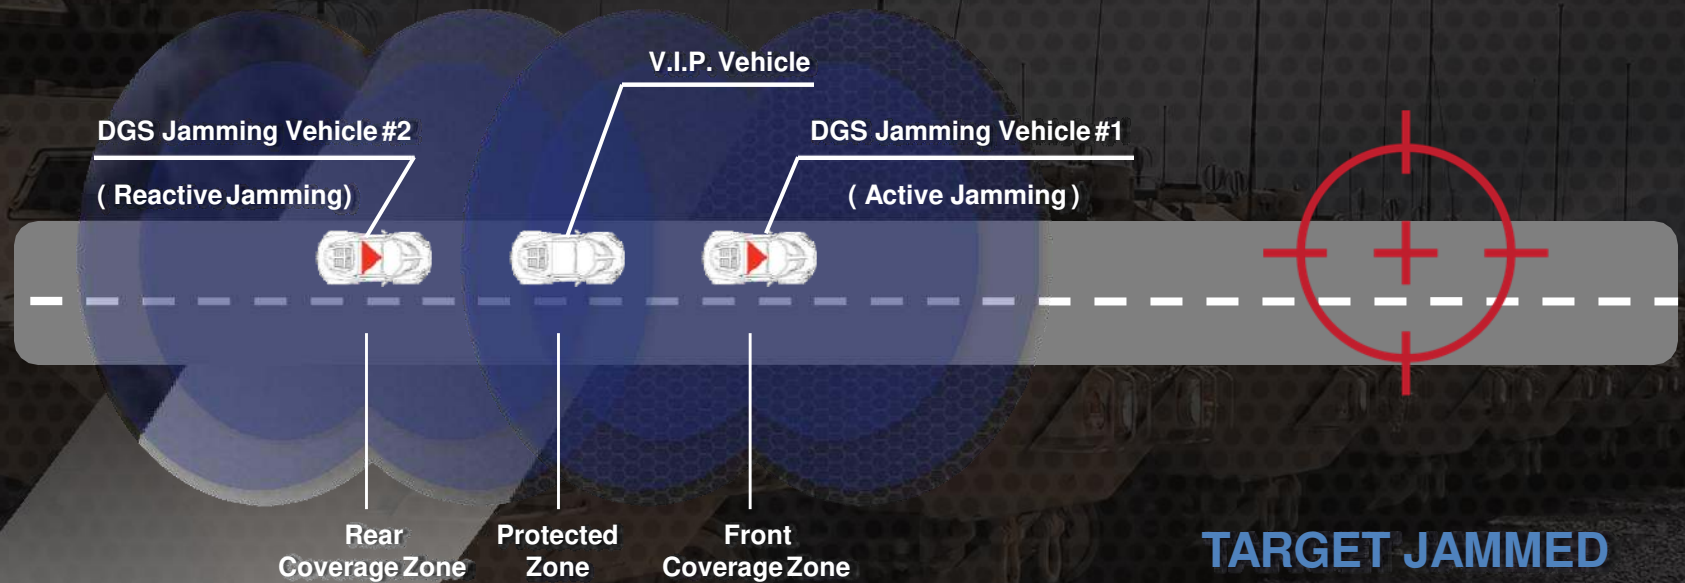 V.I.P. Vehicle
DGS Jamming Vehicle #2
DGS Jamming Vehicle #1
( Reactive Jamming)
( Active Jamming )
Rear
Coverage Zone
Protected
Zone
Front
Coverage Zone
TARGET JAMMED